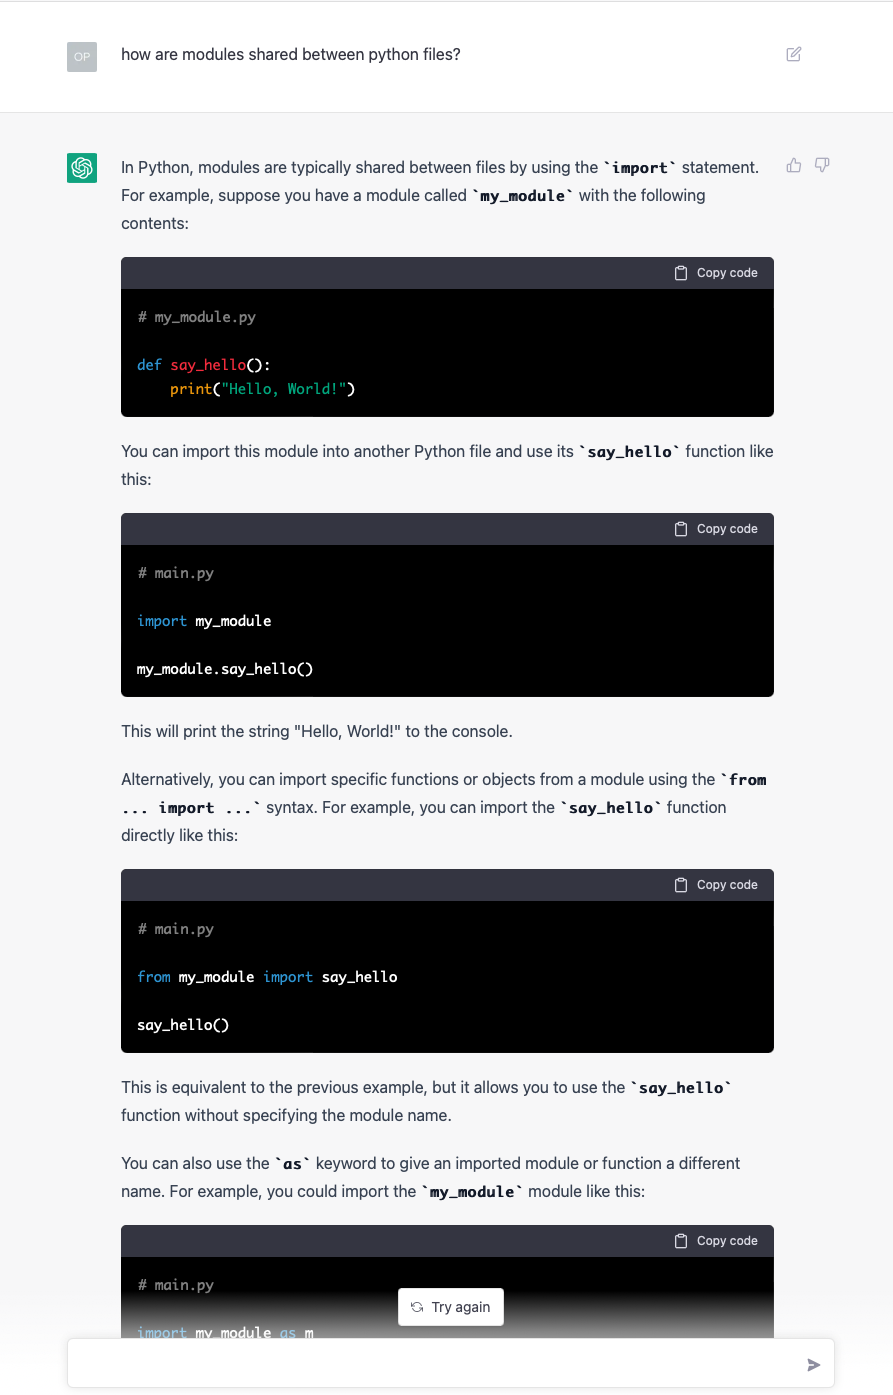 OP
how are modules shared between python files?
In Python, modules are typically shared between files by using the `import` statement.
For example, suppose you have a module called `my_module` with the following
contents:
Copy code
# my_module.py
def say_hello():
    print("Hello, World!")
You can import this module into another Python file and use its `say_hello` function like
this:
Copy code
# main.py
import my_module
my_module.say_hello()
This will print the string "Hello, World!" to the console.
Alternatively, you can import specific functions or objects from a module using the `from
... import ...` syntax. For example, you can import the `say_hello` function
directly like this:
Copy code
# main.py
from my_module import say_hello
say_hello()
This is equivalent to the previous example, but it allows you to use the `say_hello`
function without specifying the module name.
You can also use the `as` keyword to give an imported module or function a different
name. For example, you could import the `my_module` module like this:
Copy code
# main.py
Try again
import my_module as m